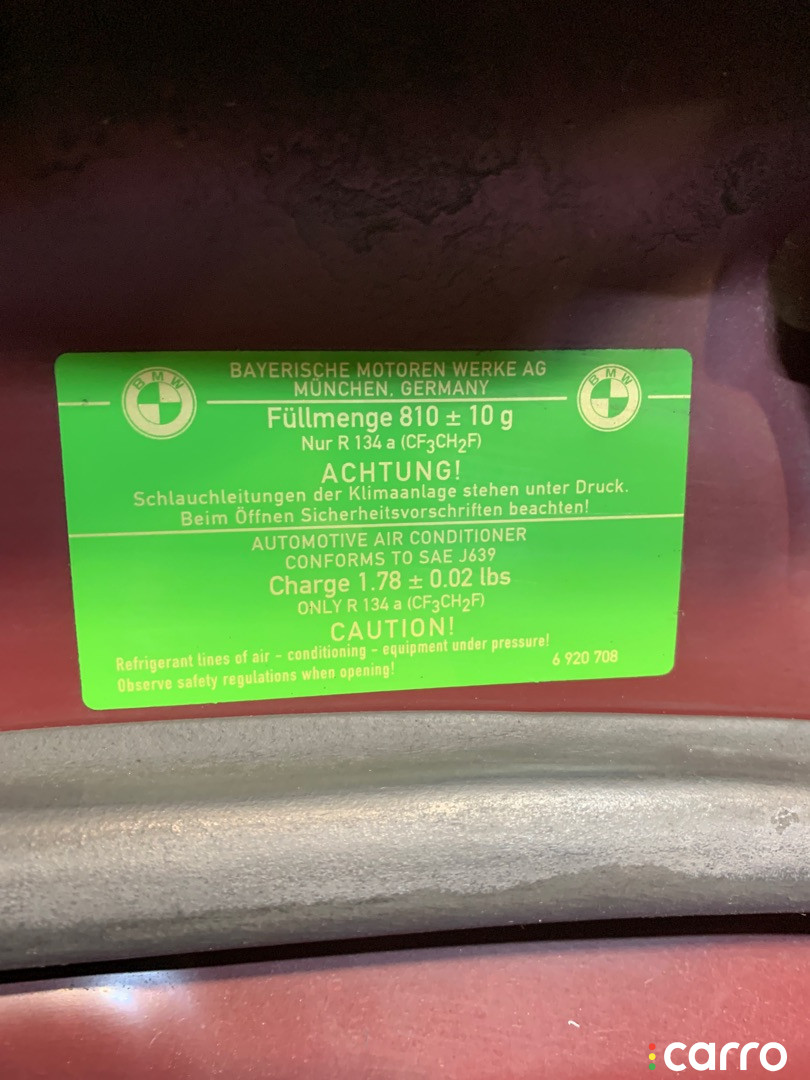 BMW
BMW
BAYERISCHE MOTOREN WERKE AG
MÜNCHEN, GERMANY
Füllmenge 810 ± 10 g
Nur R 134 a (CF₃CH₂F)
ACHTUNG!
Schlauchleitungen der Klimaanlage stehen unter Druck.
Beim Öffnen Sicherheitsvorschriften beachten!
AUTOMOTIVE AIR CONDITIONER
CONFORMS TO SAE J639
Charge 1.78 ± 0.02 lbs
ONLY R 134 a (CF₃CH₂F)
CAUTION!
Refrigerant lines of air - conditioning - equipment under pressure!
Observe safety regulations when opening!
6 920 708
carro